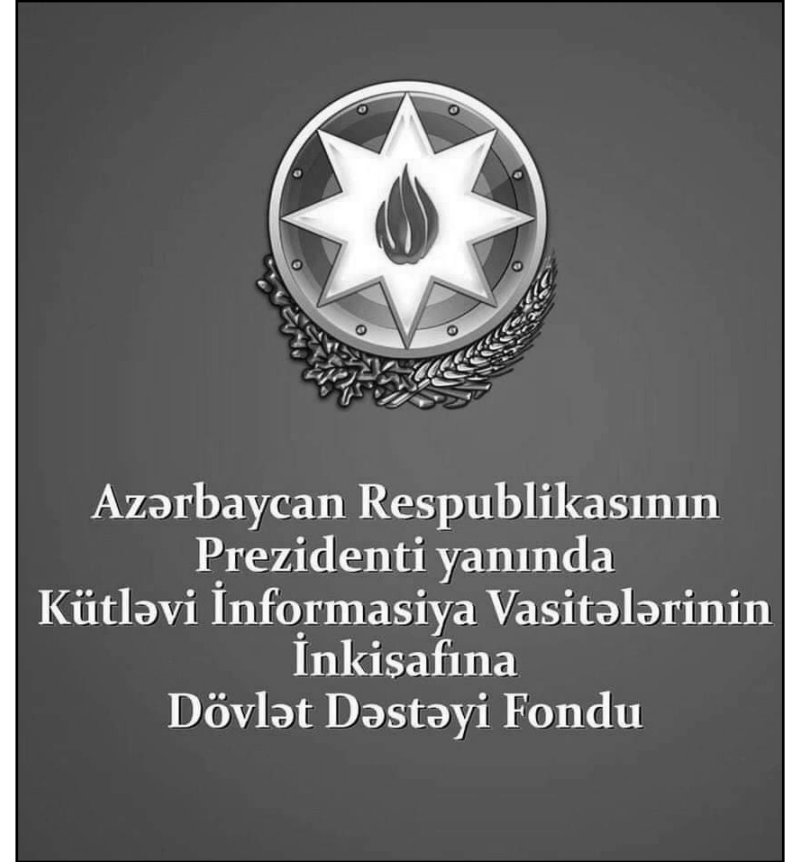 Azərbaycan Respublikasının
Prezidenti yanında
Kütləvi İnformasiya Vasitələrinin
İnkişafına
Dövlət Dəstəyi Fondu